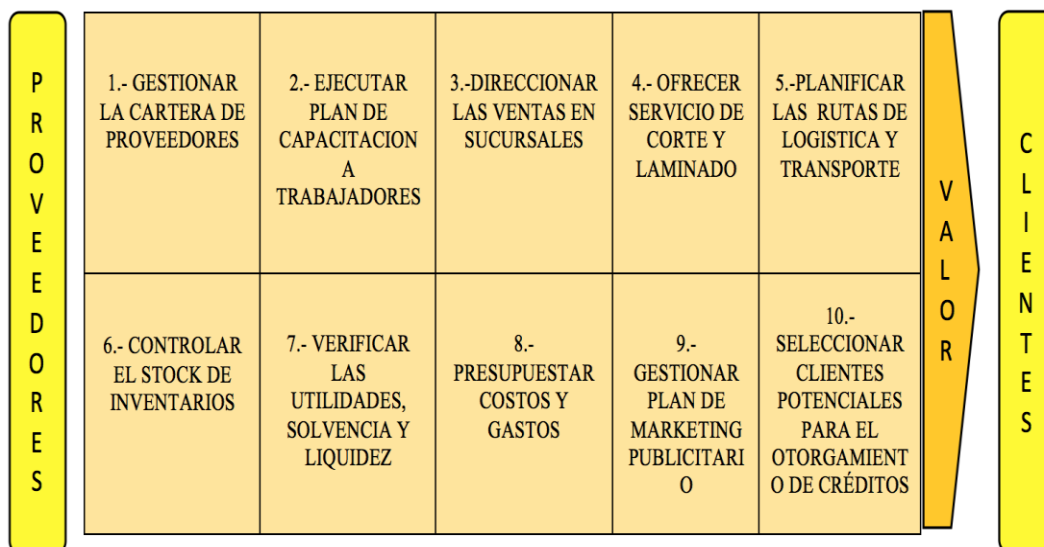 PROVEEDORES
1.- GESTIONAR
LA CARTERA DE
PROVEEDORES
2.- EJECUTAR
PLAN DE
CAPACITACION
A
TRABAJADORES
3.-DIRECCIONAR
LAS VENTAS EN
SUCURSALES
4.- OFRECER
SERVICIO DE
CORTE Y
LAMINADO
5.-PLANIFICAR
LAS RUTAS DE
LOGISTICA Y
TRANSPORTE
6.- CONTROLAR
EL STOCK DE
INVENTARIOS
7.- VERIFICAR
LAS
UTILIDADES,
SOLVENCIA Y
LIQUIDEZ
8.-
PRESUPUESTAR
COSTOS Y
GASTOS
9.-
GESTIONAR
PLAN DE
MARKETING
PUBLICITARI
O
10.-
SELECCIONAR
CLIENTES
POTENCIALES
PARA EL
OTORGAMIENT
O DE CRÉDITOS
VALOR
CLIENTES